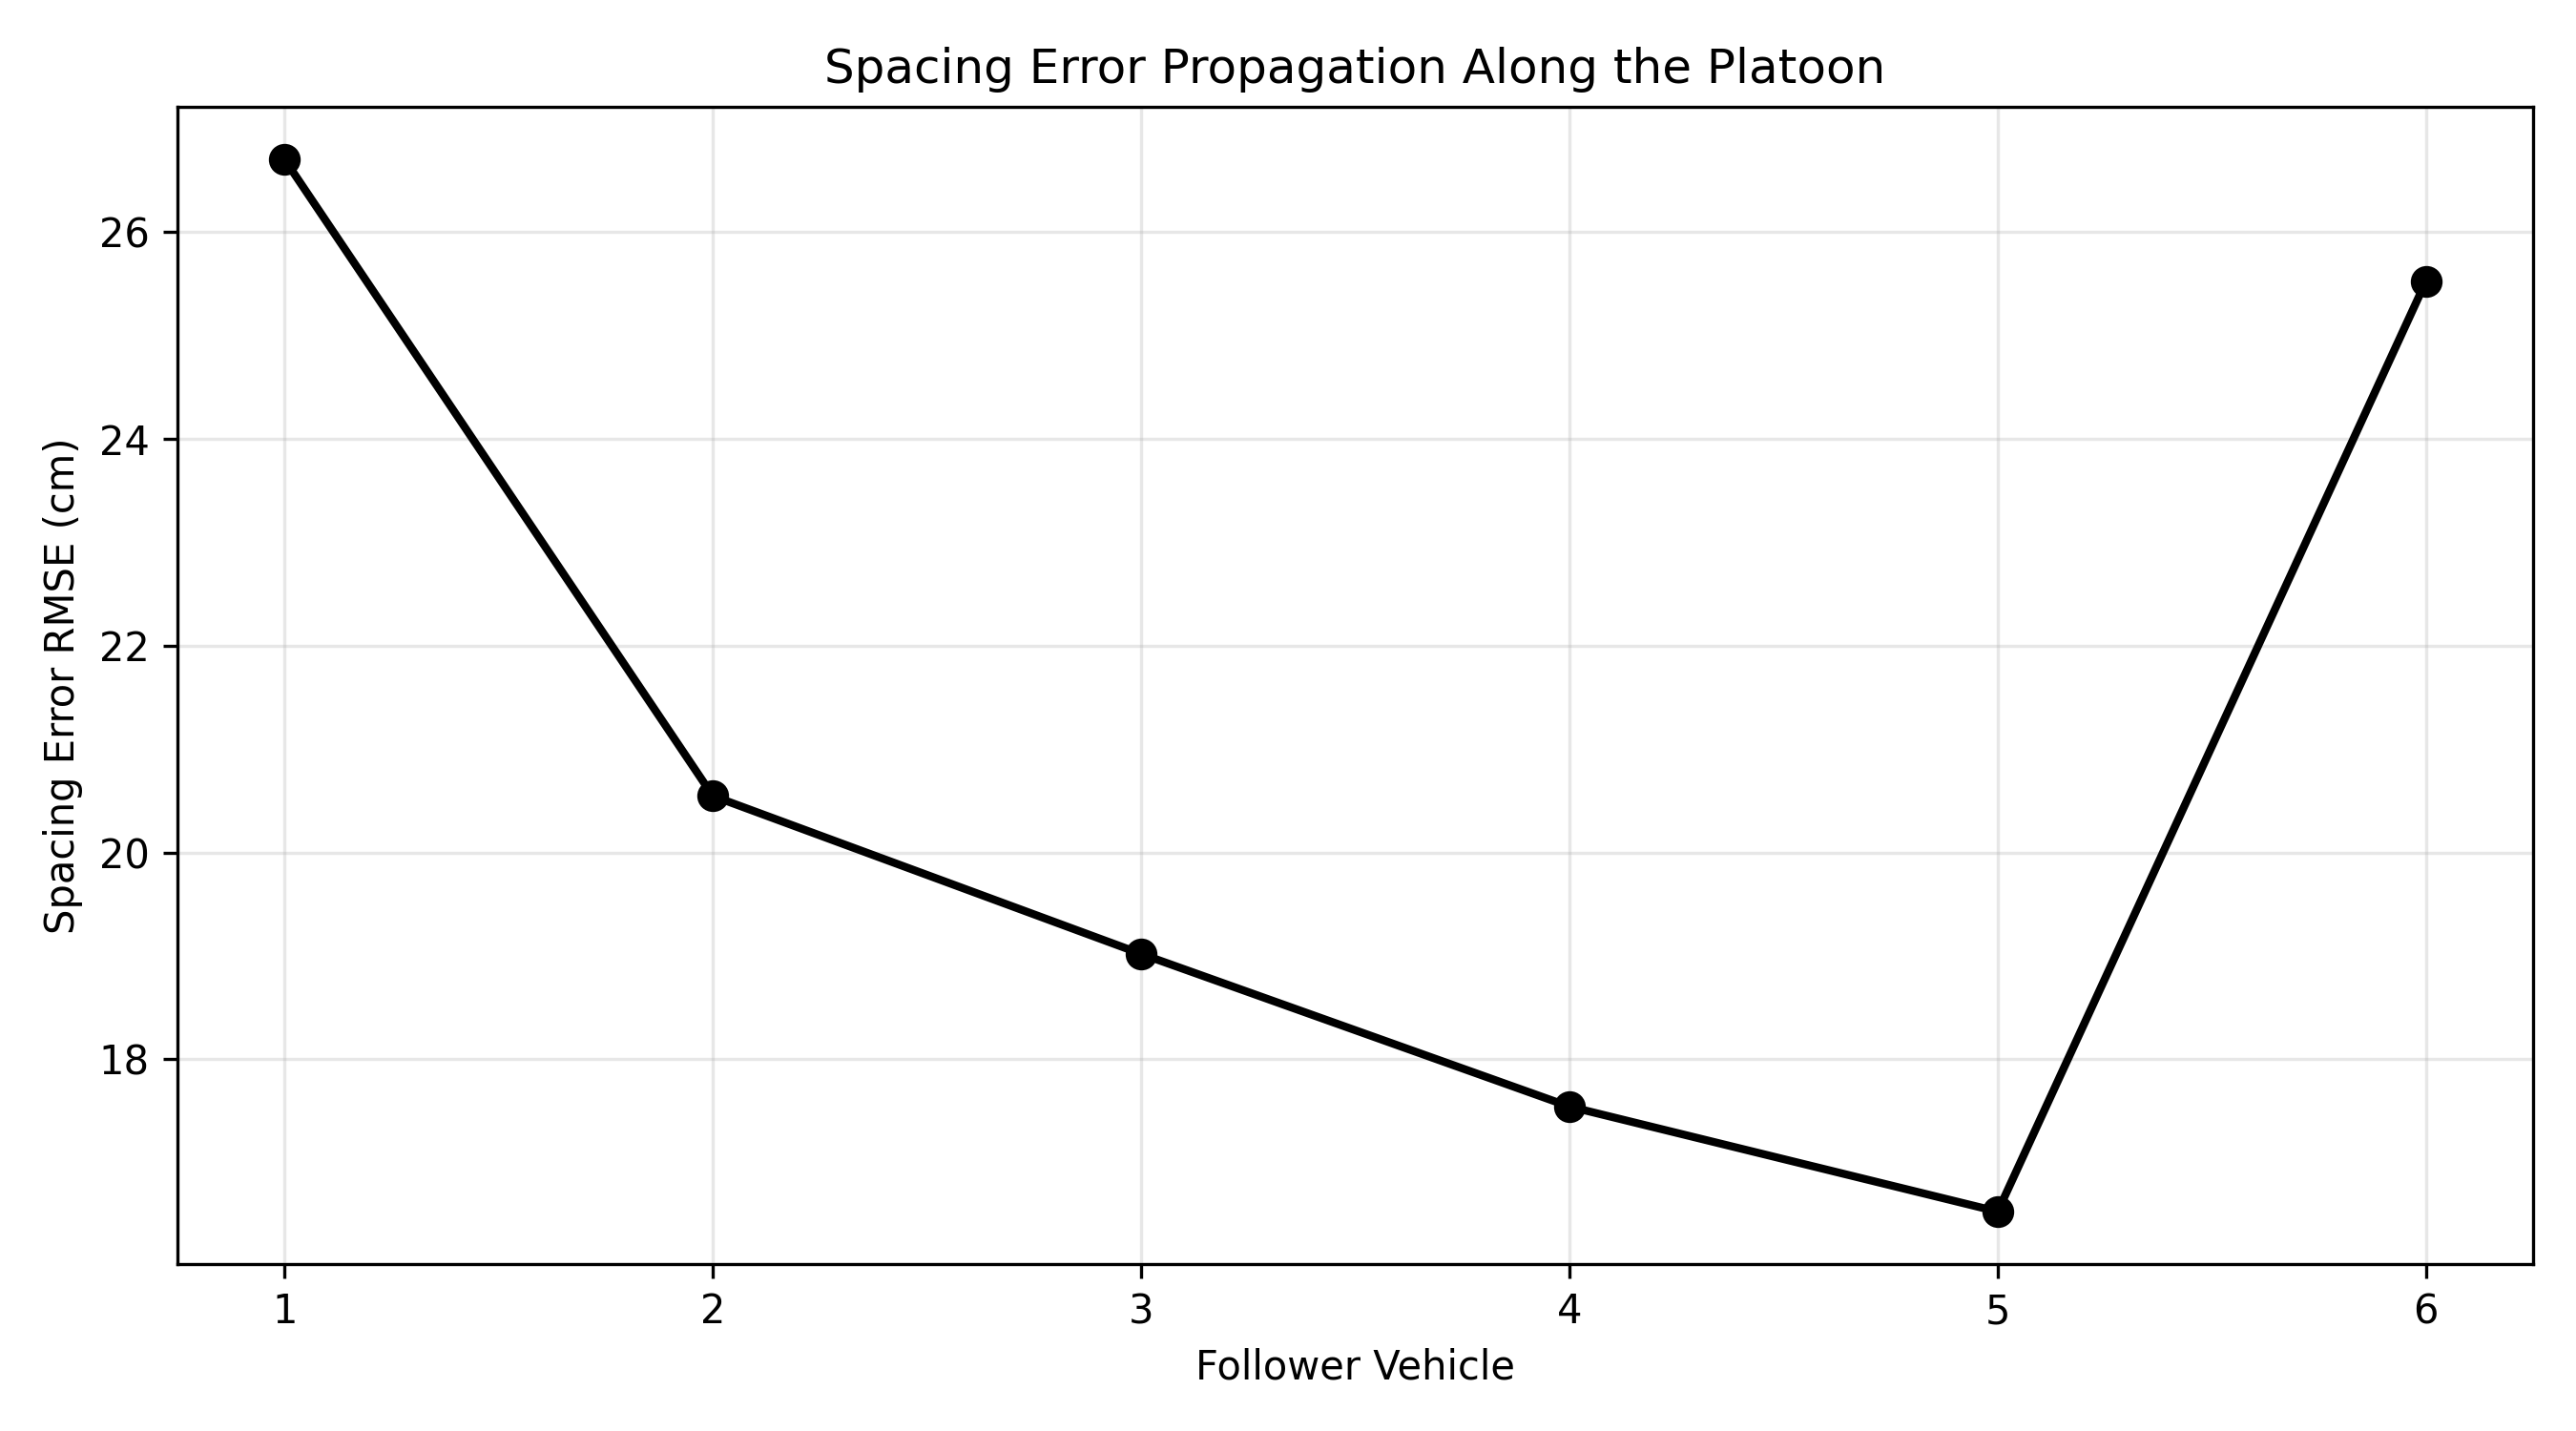 Spacing Error Propagation Along the Platoon
Spacing Error RMSE (cm)
26
24
22
20
18
1 2 3 4 5 6
Follower Vehicle